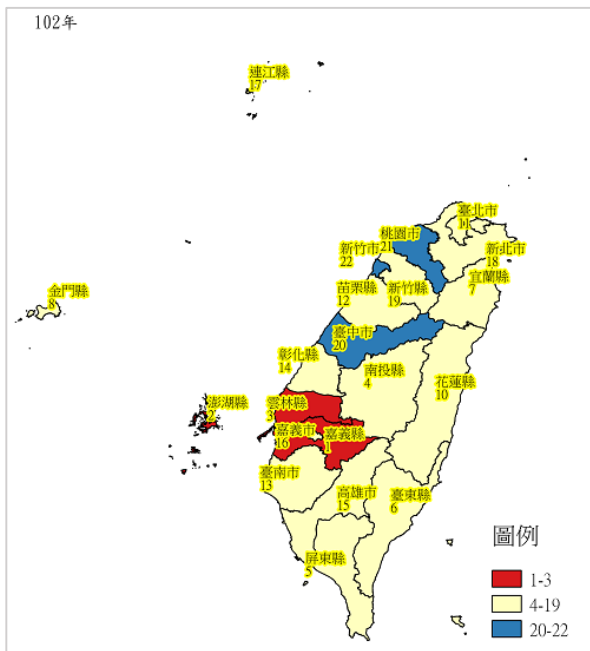 102年
連江縣
17
臺北市
11
桃園市
21
新竹市
22
新北市
18
宜蘭縣
7
金門縣
8
苗栗縣
12
新竹縣
19
臺中市
20
彰化縣
14
南投縣
4
花蓮縣
10
澎湖縣
2
雲林縣
3
嘉義市
16
嘉義縣
1
臺南市
13
高雄市
15
臺東縣
6
屏東縣
5
圖例
1-3
4-19
20-22